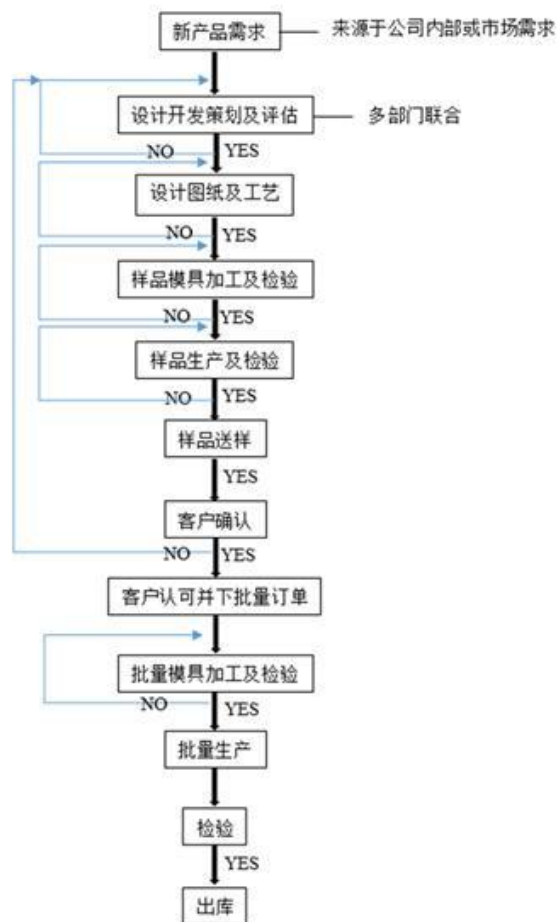 新产品需求 来源于公司内部或市场需求
设计开发策划及评估 多部门联合
NO YES
设计图纸及工艺
NO YES
样品模具加工及检验
NO YES
样品生产及检验
NO YES
样品送样
YES
客户确认
NO YES
客户认可并下批量订单
批量模具加工及检验
NO YES
批量生产
检验
YES
出库